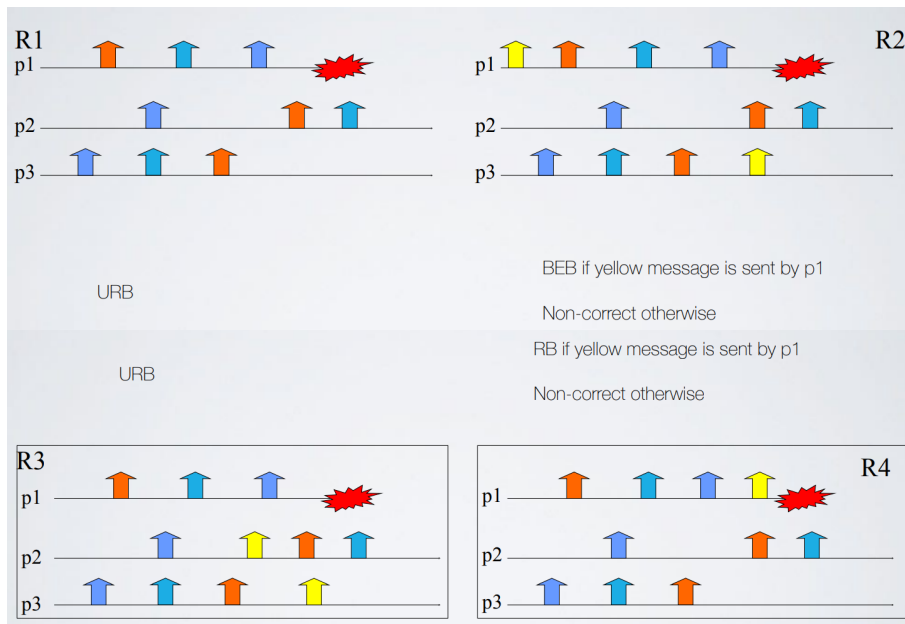 R1
p1
p2
p3
R2
p1
p2
p3
URB
BEB if yellow message is sent by p1
Non-correct otherwise
URB
RB if yellow message is sent by p1
Non-correct otherwise
R3
p1
p2
p3
R4
p1
p2
p3